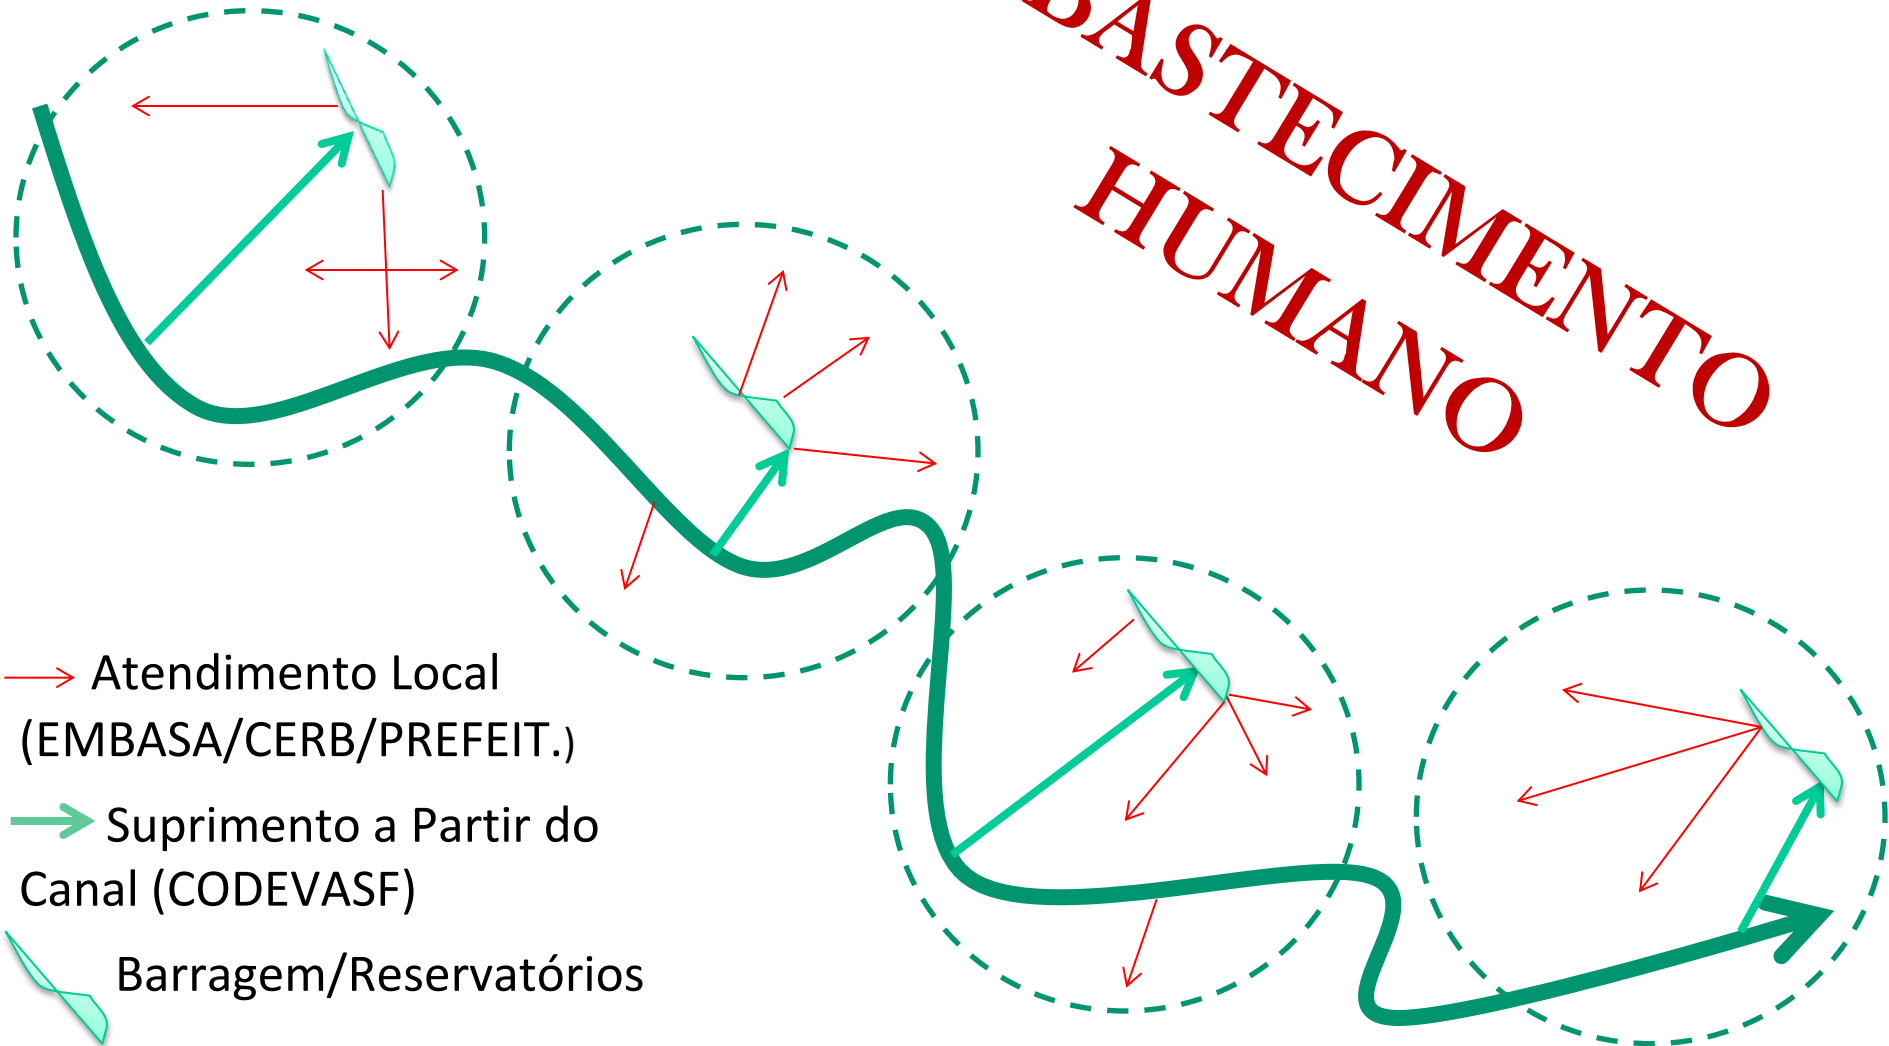 BASTECIMENTO
HUMANO
Atendimento Local
(EMBASA/CERB/PREFEIT.)
Suprimento a Partir do
Canal (CODEVASF)
Barragem/Reservatórios